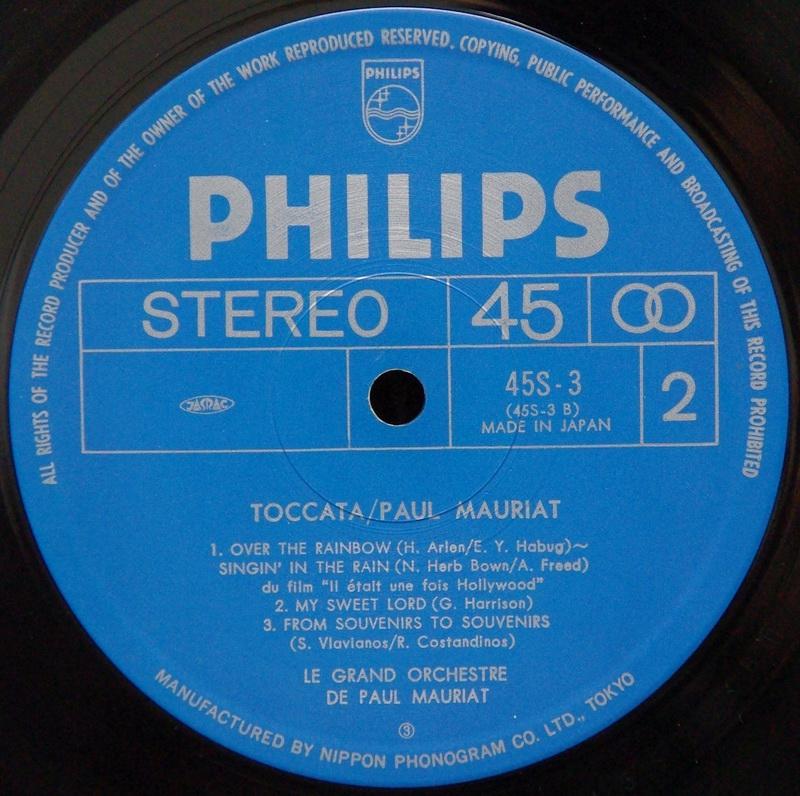 ALL RIGHTS OF THE RECORD PRODUCER AND OF THE OWNER OF THE WORK REPRODUCED RESERVED. COPYING, PUBLIC PERFORMANCE AND BROADCASTING OF THIS RECORD PROHIBITED
PHILIPS
PHILIPS
STEREO 45
JASRAC
45S-3
(45S-3 B)
MADE IN JAPAN
2
TOCCATA/PAUL MAURIAT
1. OVER THE RAINBOW (H. Arlen/E. Y. Habug)~
SINGIN' IN THE RAIN (N. Herb Bown/A. Freed)
du film "Il était une fois Hollywood"
2. MY SWEET LORD (G. Harrison)
3. FROM SOUVENIRS TO SOUVENIRS
(S. Vlavianos/R. Costandinos)
LE GRAND ORCHESTRE
DE PAUL MAURIAT
③
MANUFACTURED BY NIPPON PHONOGRAM CO. LTD., TOKYO